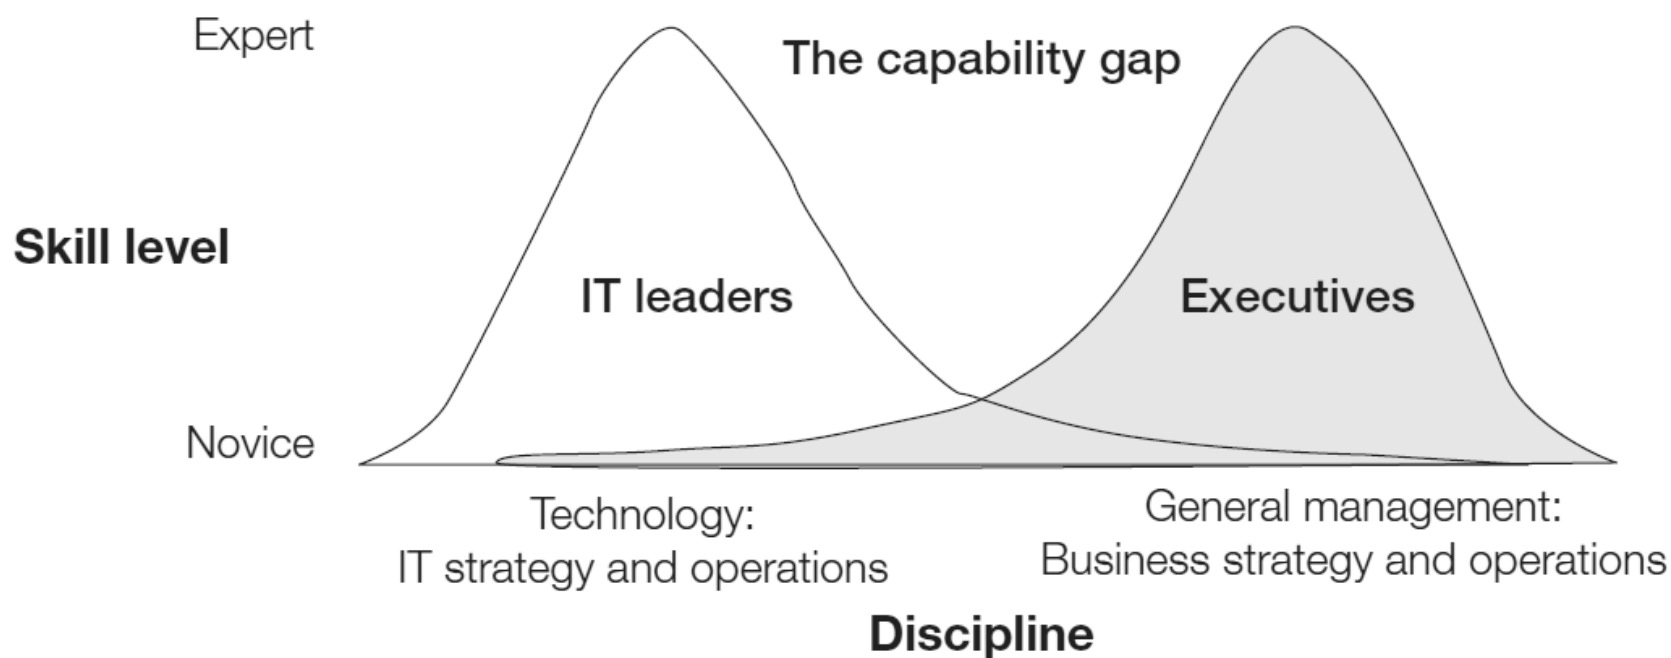 Expert
The capability gap
Skill level
IT leaders
Executives
Novice
Technology:
IT strategy and operations
General management:
Business strategy and operations
Discipline